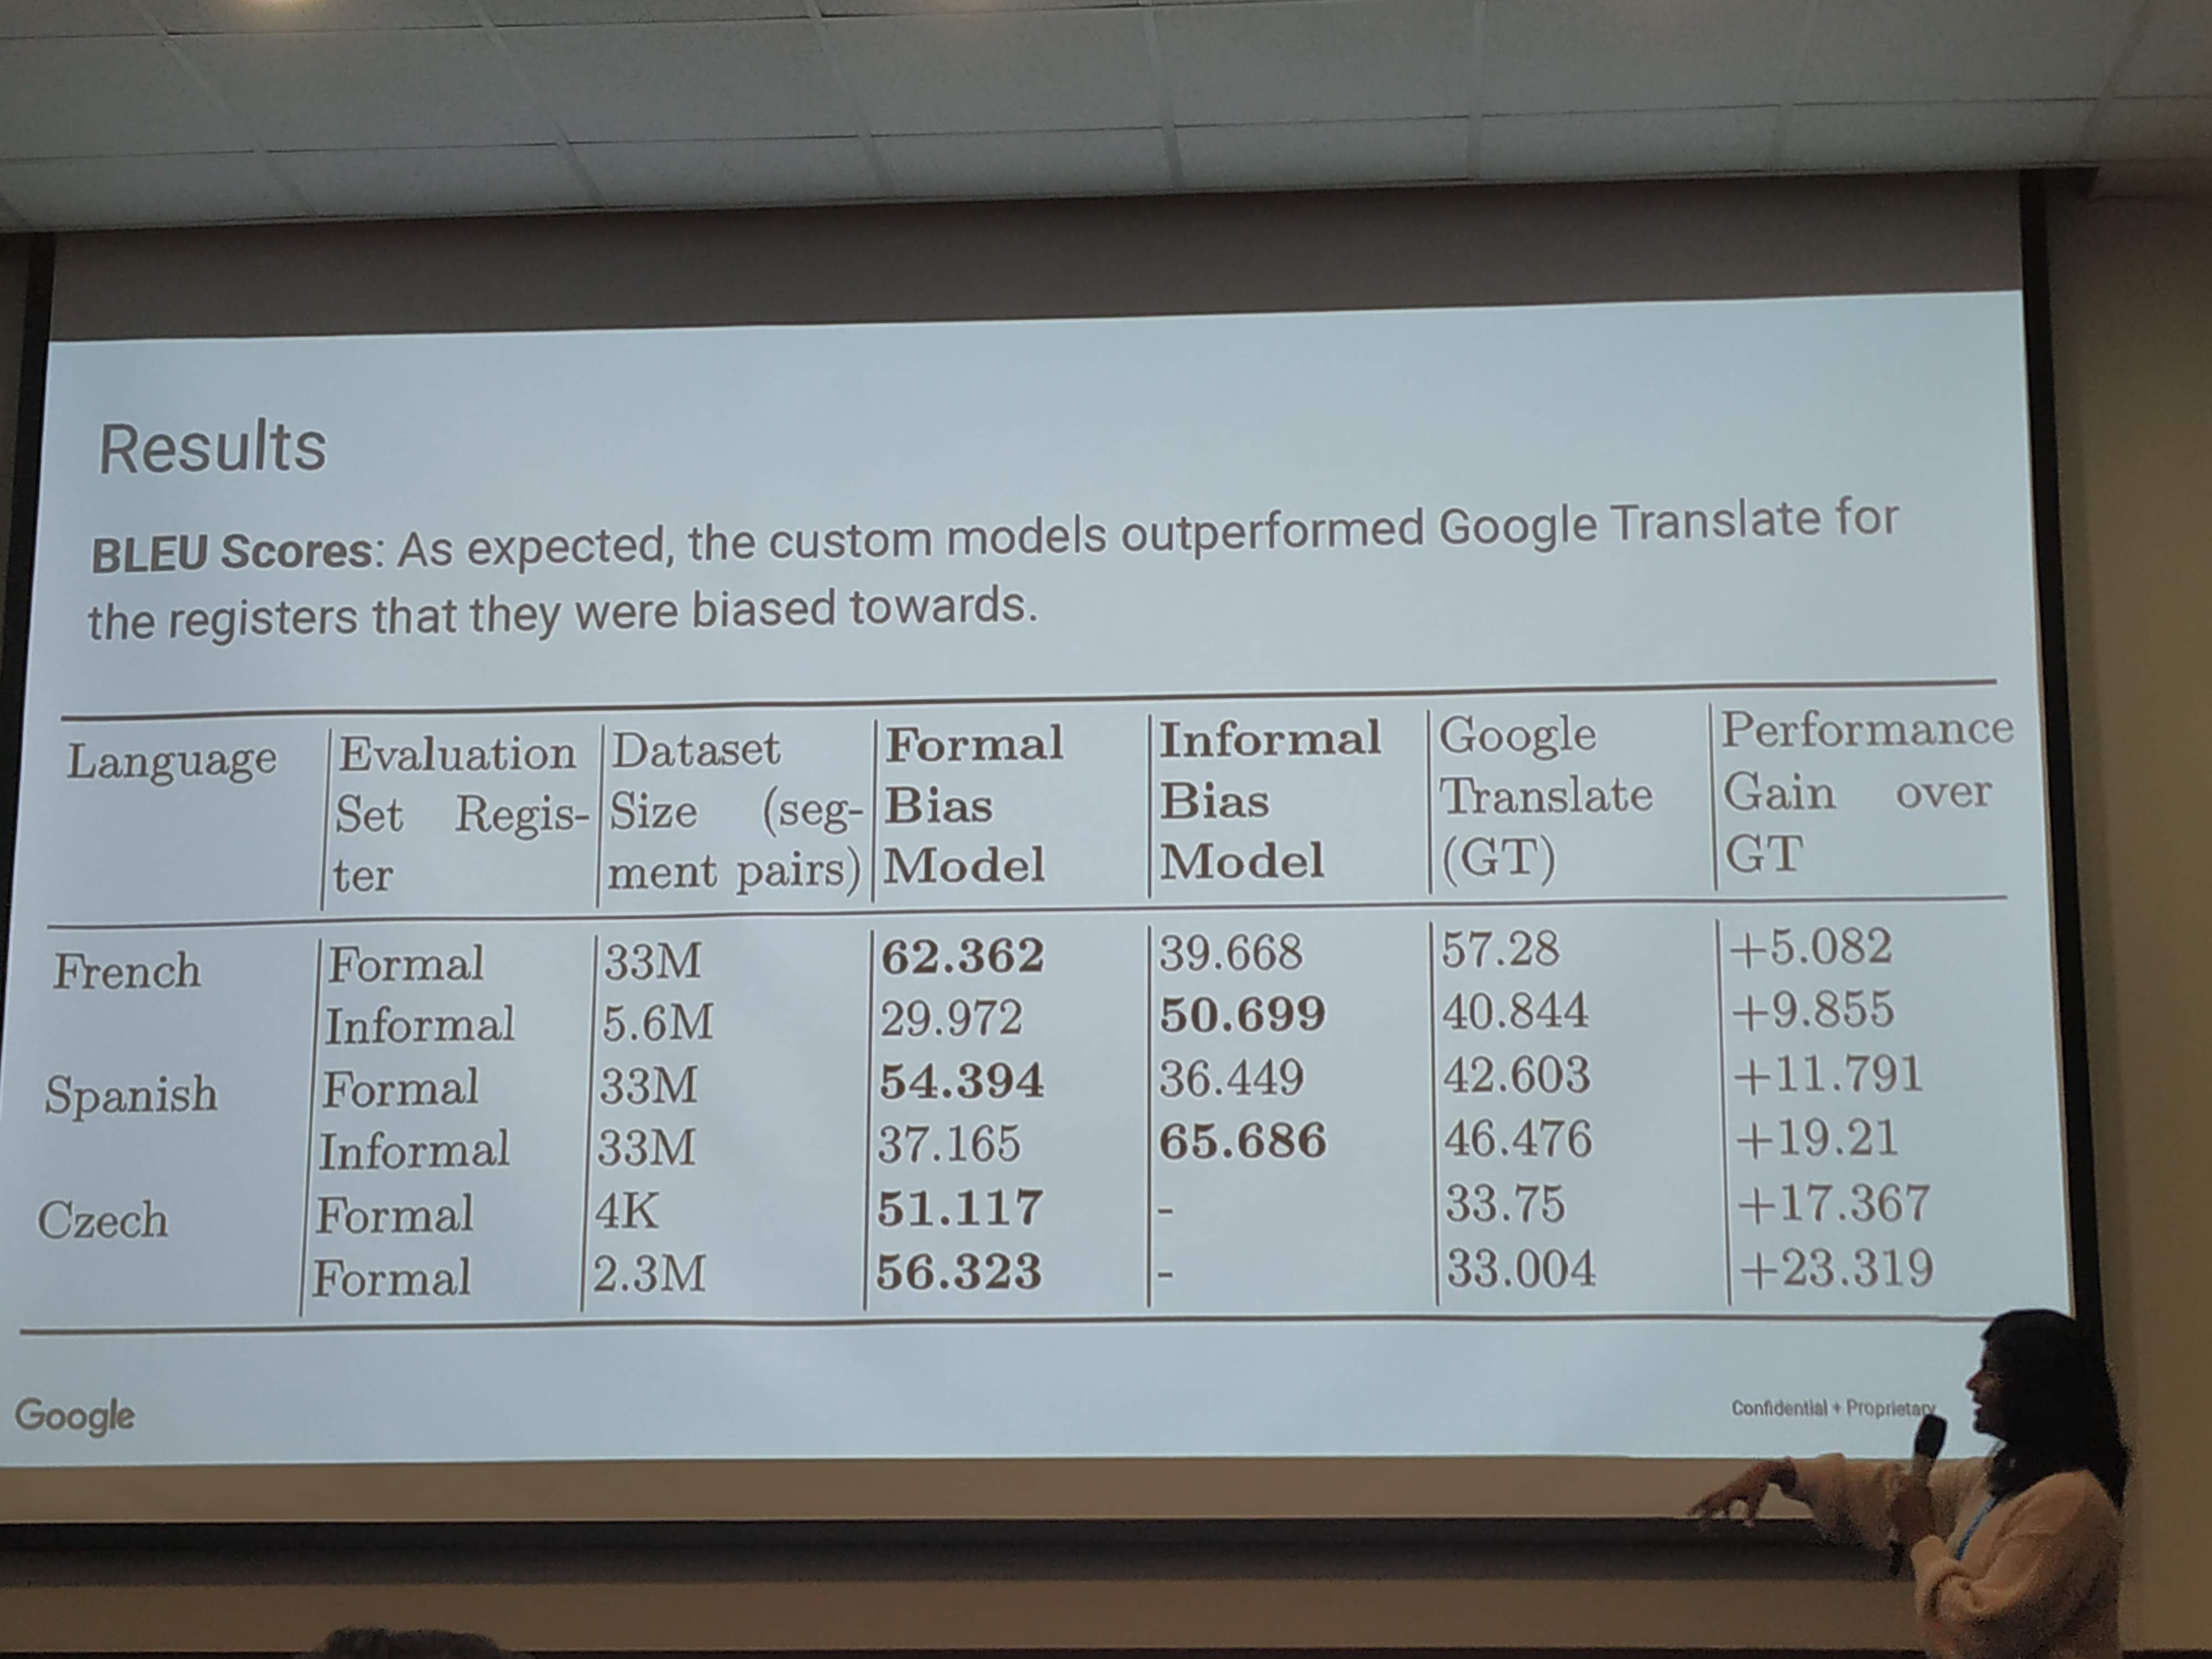 Results
BLEU Scores: As expected, the custom models outperformed Google Translate for
the registers that they were biased towards.
Language | Evaluation Set Regis-ter | Dataset Size (seg-ment pairs) | Formal Bias Model | Informal Bias Model | Google Translate (GT) | Performance Gain over GT
French | Formal | 33M | 62.362 | 39.668 | 57.28 | +5.082
Informal | 5.6M | 29.972 | 50.699 | 40.844 | +9.855
Spanish | Formal | 33M | 54.394 | 36.449 | 42.603 | +11.791
Informal | 33M | 37.165 | 65.686 | 46.476 | +19.21
Czech | Formal | 4K | 51.117 | - | 33.75 | +17.367
Formal | 2.3M | 56.323 | - | 33.004 | +23.319
Google
Confidential + Proprietary